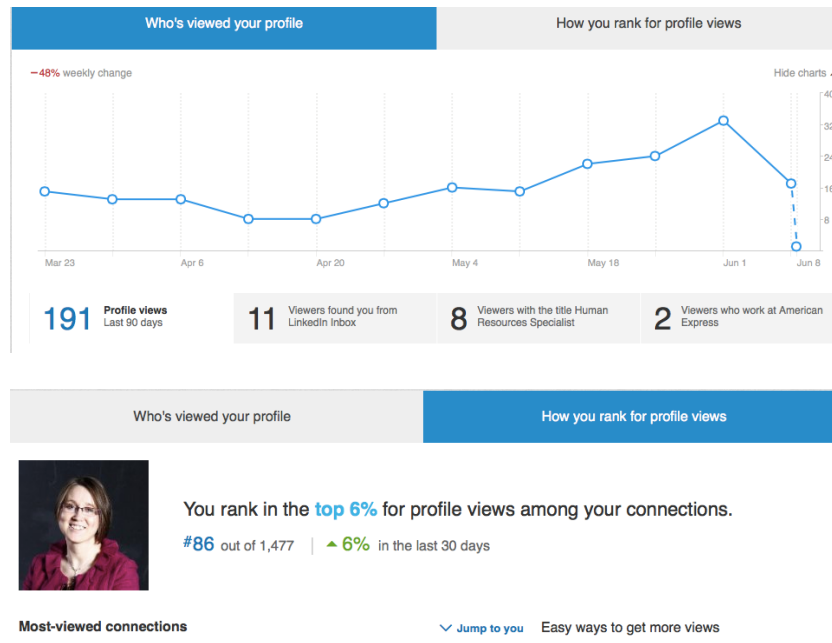 Who's viewed your profile
How you rank for profile views
−48% weekly change
Hide charts
40
32
24
16
8
Mar 23
Apr 6
Apr 20
May 4
May 18
Jun 1
Jun 8
191
Profile views
Last 90 days
11
Viewers found you from
LinkedIn Inbox
8
Viewers with the title Human
Resources Specialist
2
Viewers who work at American
Express
Who's viewed your profile
How you rank for profile views
You rank in the top 6% for profile views among your connections.
#86 out of 1,477 | 6% in the last 30 days
Most-viewed connections
Jump to you
Easy ways to get more views